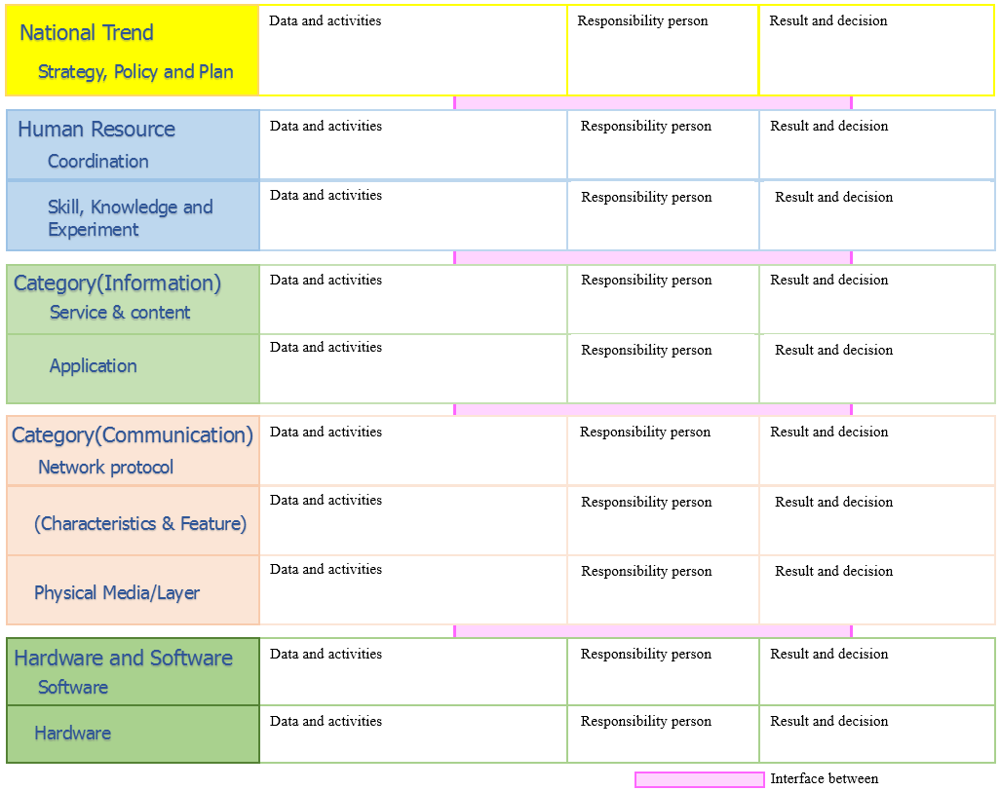 National Trend
Strategy, Policy and Plan
Data and activities
Responsibility person
Result and decision
Human Resource
Coordination
Data and activities
Responsibility person
Result and decision
Skill, Knowledge and
Experiment
Data and activities
Responsibility person
Result and decision
Category(Information)
Service & content
Data and activities
Responsibility person
Result and decision
Application
Data and activities
Responsibility person
Result and decision
Category(Communication)
Network protocol
Data and activities
Responsibility person
Result and decision
(Characteristics & Feature)
Data and activities
Responsibility person
Result and decision
Physical Media/Layer
Data and activities
Responsibility person
Result and decision
Hardware and Software
Software
Data and activities
Responsibility person
Result and decision
Hardware
Data and activities
Responsibility person
Result and decision
Interface between